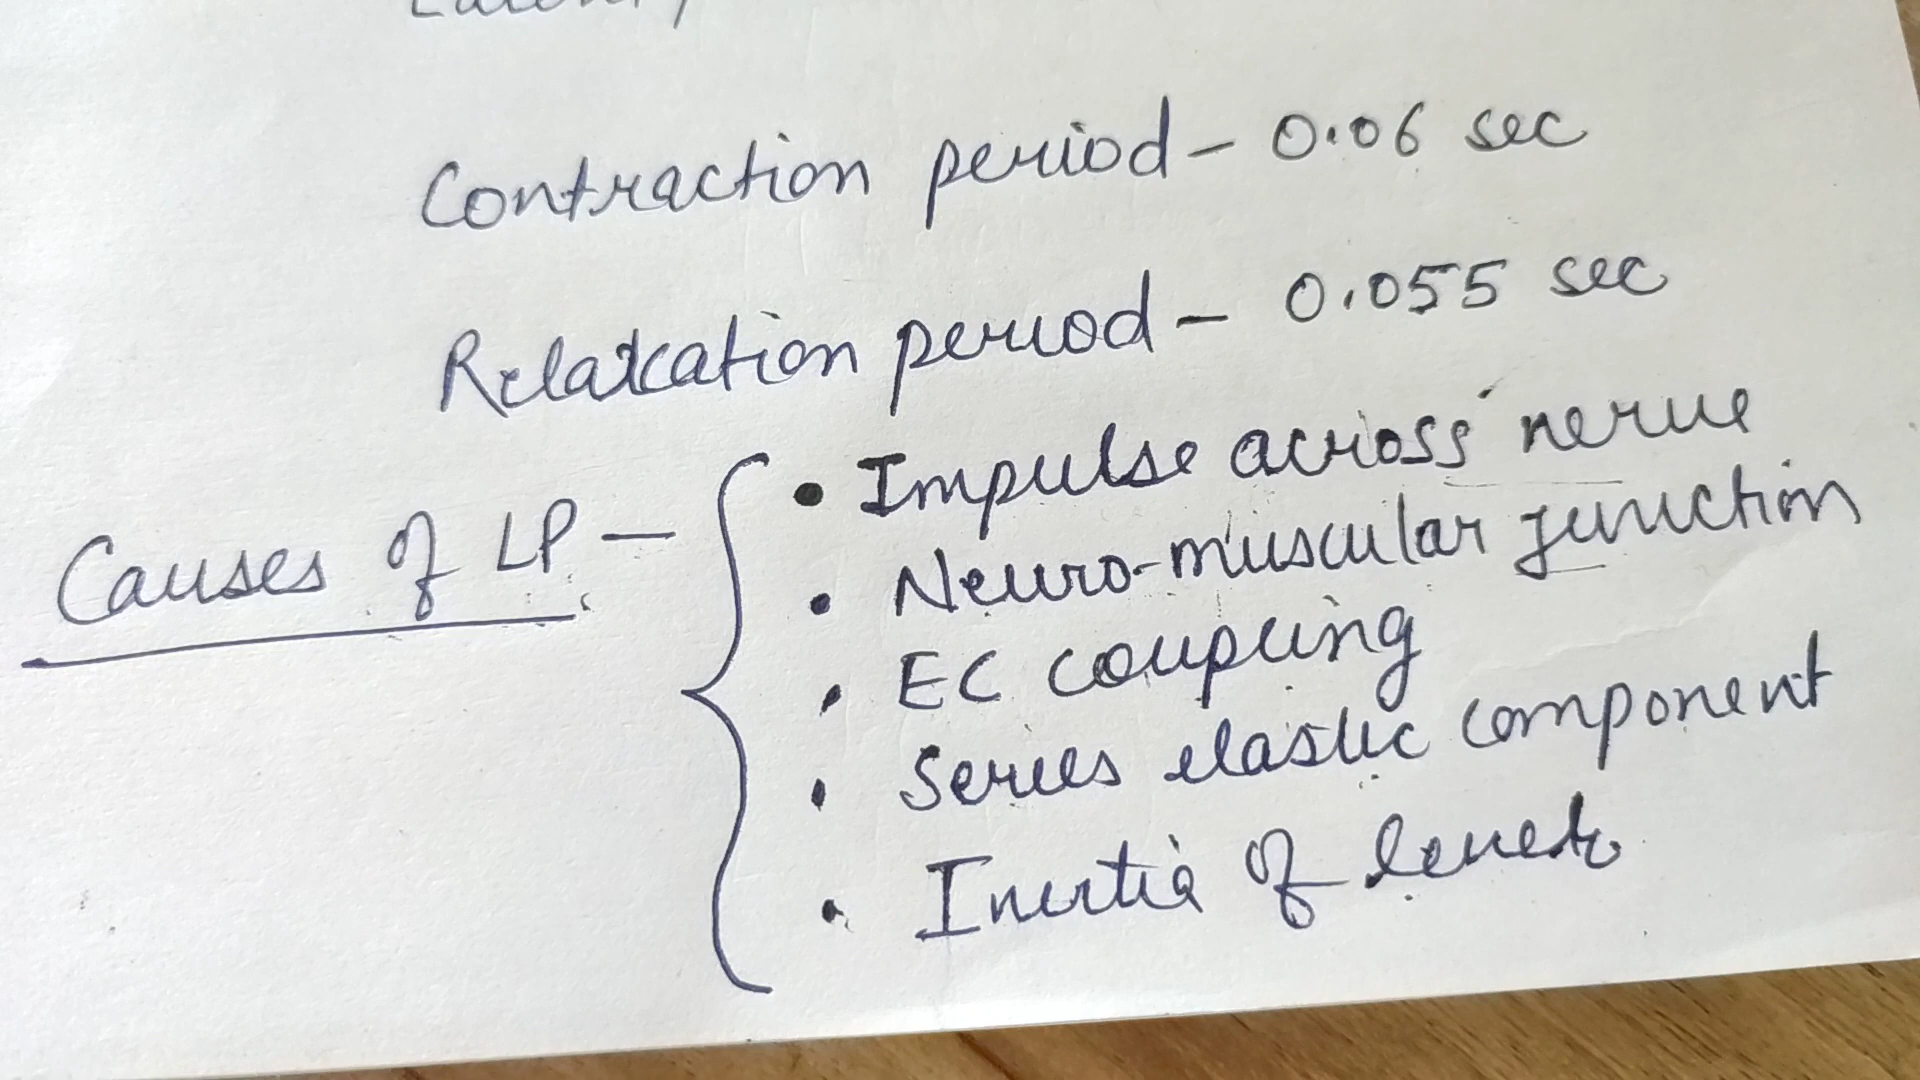 Contraction period - 0.06 sec
Relaxation period - 0.055 sec
Causes of LP -
• Impulse across nerve
• Neuro-muscular junction
• EC coupling
• Series elastic component
• Inertia of lever